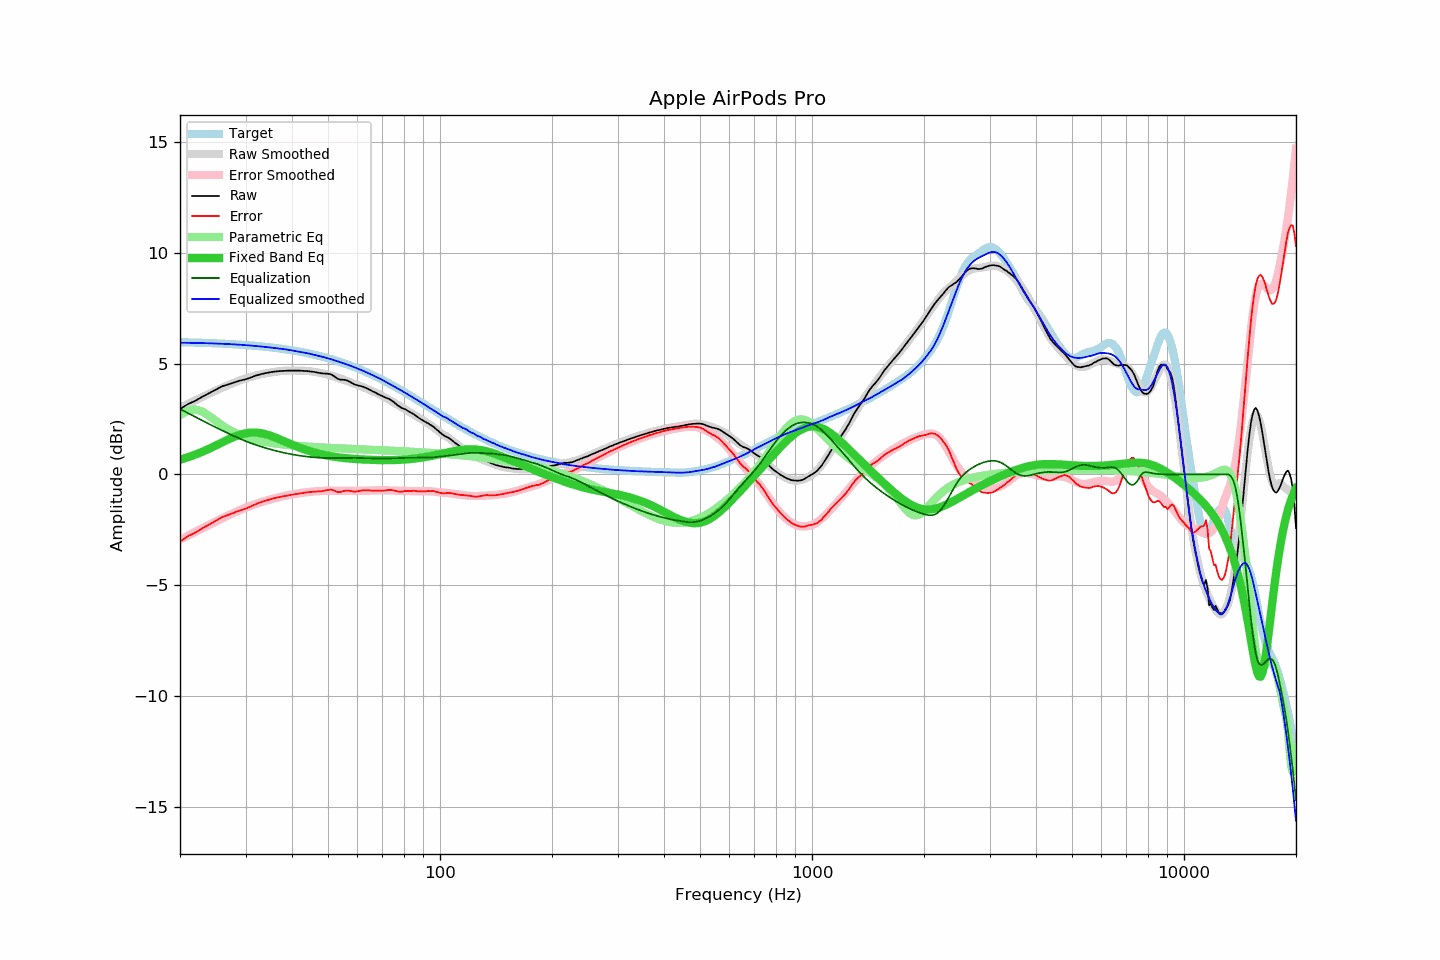 Apple AirPods Pro
Target
Raw Smoothed
Error Smoothed
Raw
Error
Parametric Eq
Fixed Band Eq
Equalization
Equalized smoothed
15
10
5
0
−5
−10
−15
Amplitude (dBr)
100
1000
10000
Frequency (Hz)